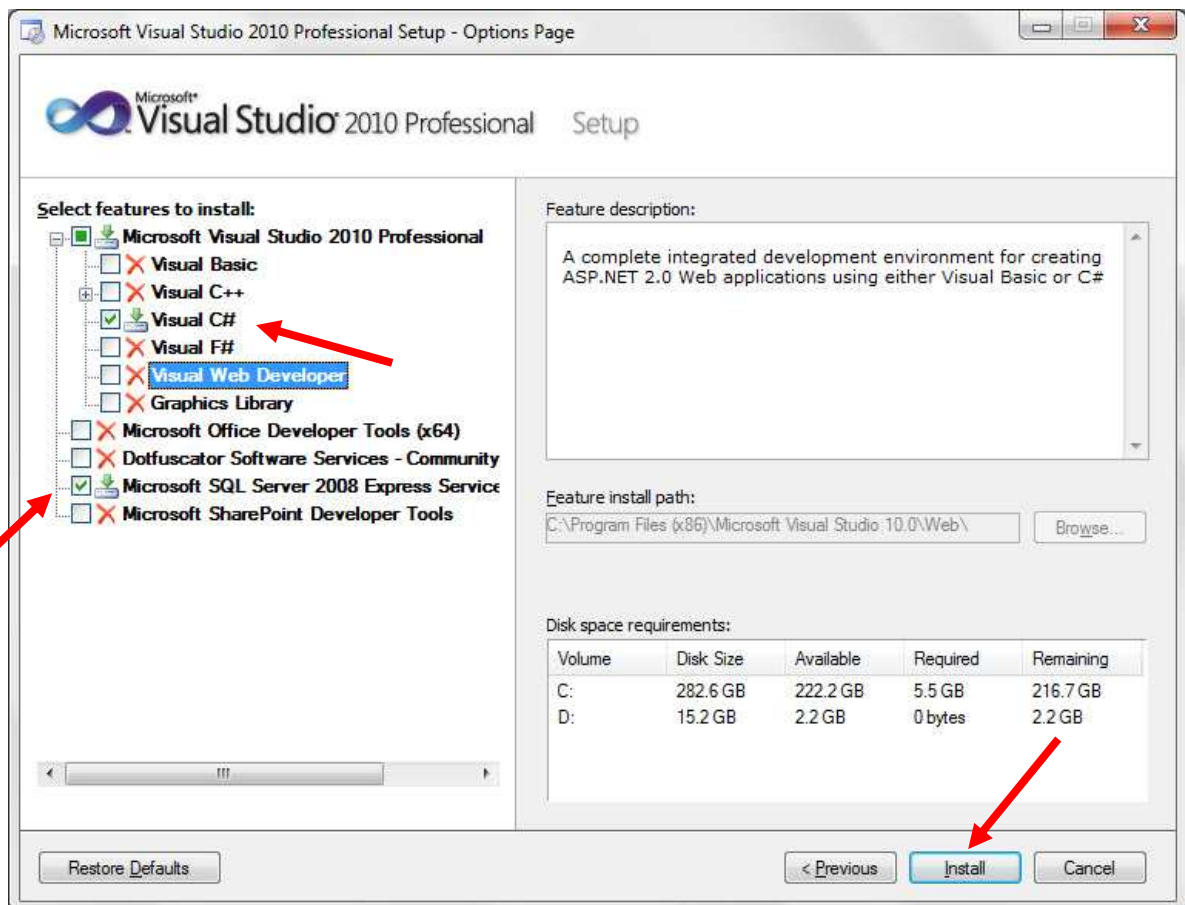 Microsoft Visual Studio 2010 Professional Setup - Options Page
Microsoft®
Visual Studio 2010 Professional Setup
Select features to install:
Microsoft Visual Studio 2010 Professional
Visual Basic
Visual C++
Visual C#
Visual F#
Visual Web Developer
Graphics Library
Microsoft Office Developer Tools (x64)
Dotfuscator Software Services - Community
Microsoft SQL Server 2008 Express Service
Microsoft SharePoint Developer Tools
Feature description:
A complete integrated development environment for creating
ASP.NET 2.0 Web applications using either Visual Basic or C#
Feature install path:
C:\Program Files (x86)\Microsoft Visual Studio 10.0\Web\
Browse...
Disk space requirements:
Volume Disk Size Available Required Remaining
C: 282.6 GB 222.2 GB 5.5 GB 216.7 GB
D: 15.2 GB 2.2 GB 0 bytes 2.2 GB
Restore Defaults < Previous Install Cancel